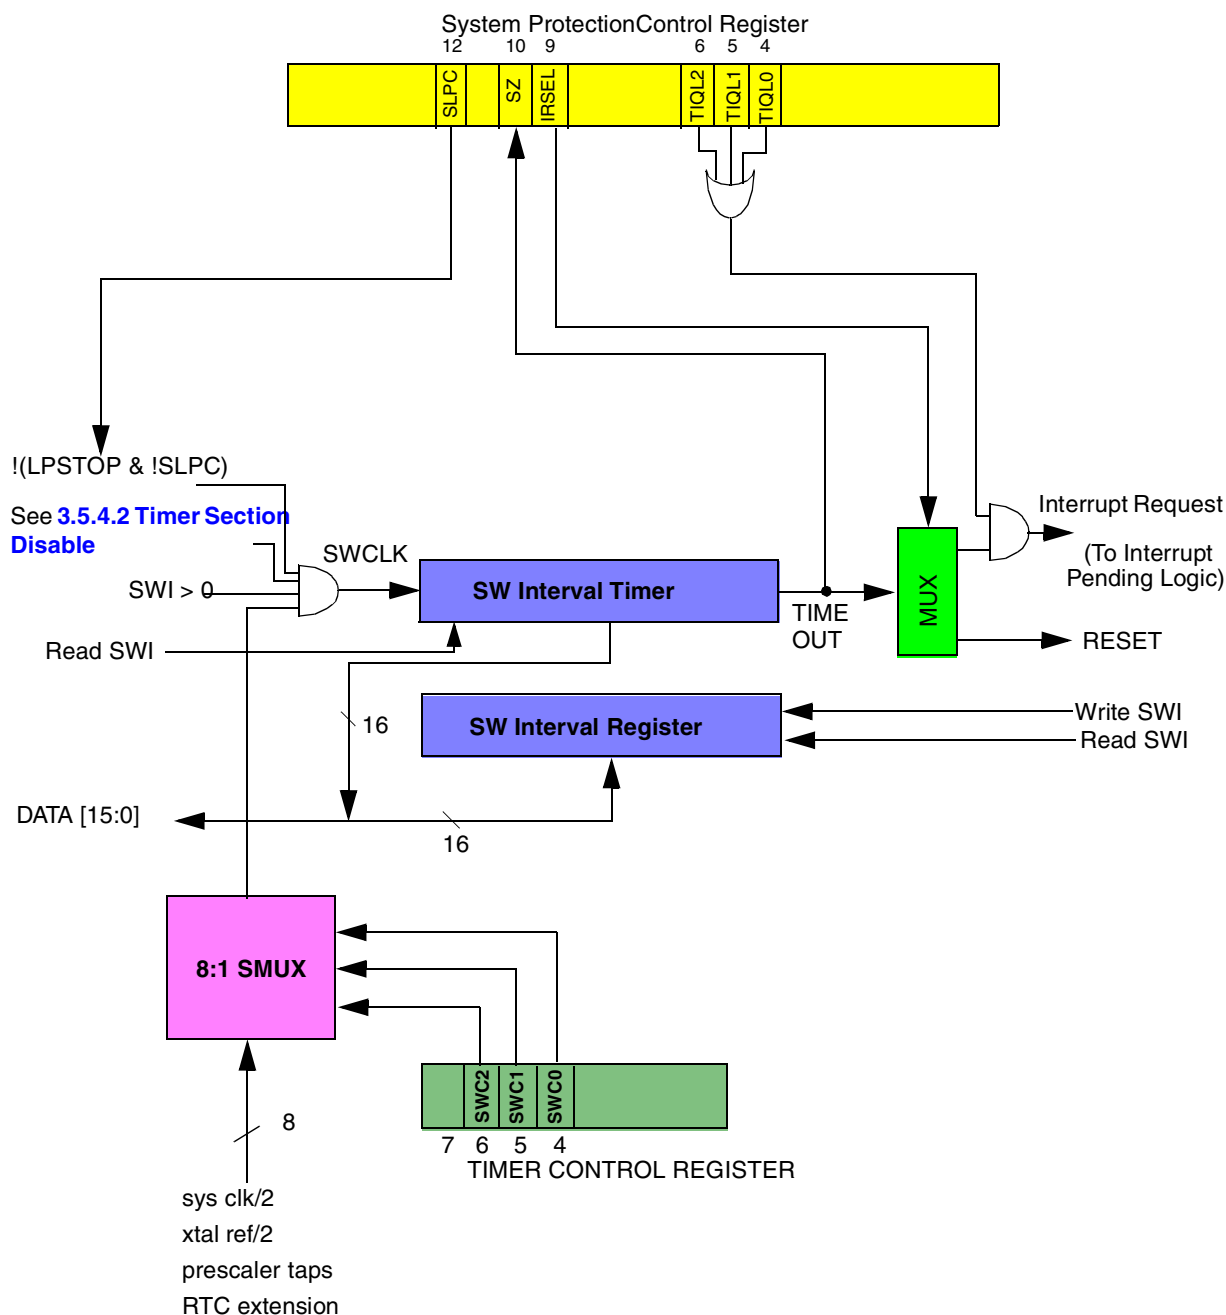 System ProtectionControl Register
12 10 9 6 5 4
SLPC SZ IRSEL TIQL2 TIQL1 TIQL0
!(LPSTOP & !SLPC)
See 3.5.4.2 Timer Section
Disable
SWCLK
SWI > 0
Read SWI
SW Interval Timer
TIME
OUT
MUX
Interrupt Request
(To Interrupt
Pending Logic)
RESET
16
SW Interval Register
Write SWI
Read SWI
DATA [15:0]
16
8:1 SMUX
SWC2 SWC1 SWC0
7 6 5 4
TIMER CONTROL REGISTER
8
sys clk/2
xtal ref/2
prescaler taps
RTC extension